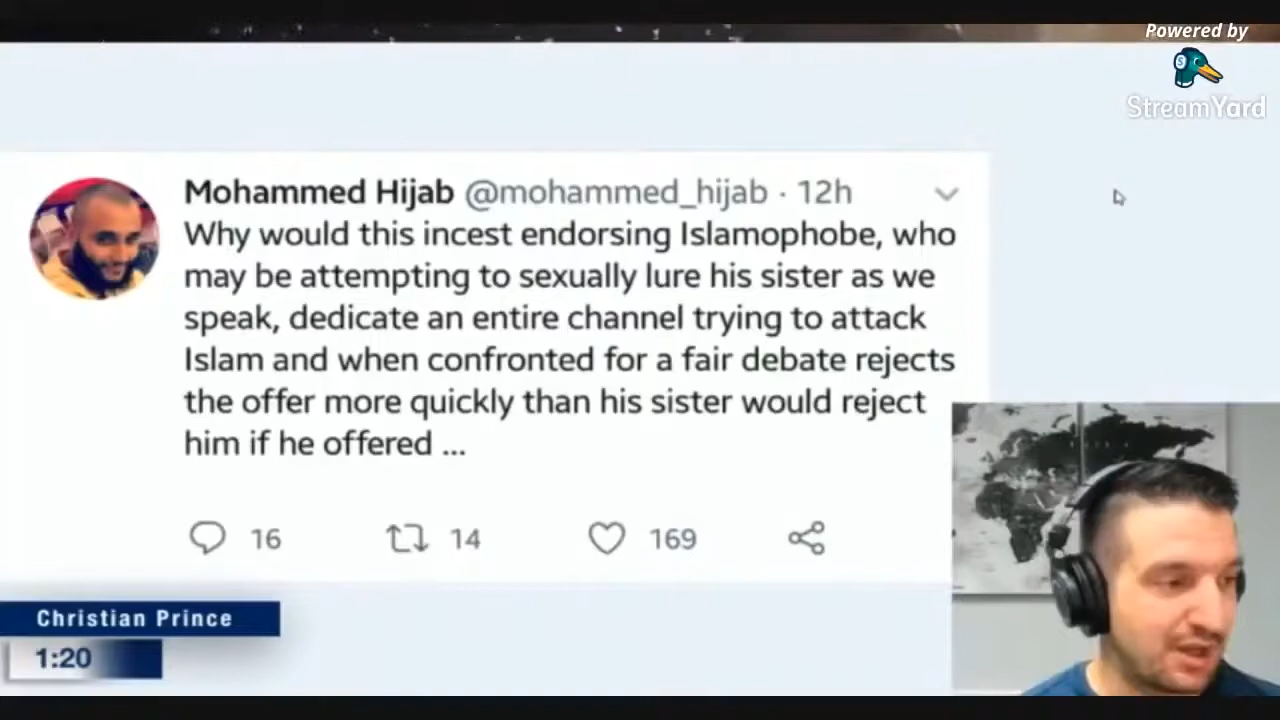 Powered by
StreamYard
Mohammed Hijab @mohammed_hijab · 12h
Why would this incest endorsing Islamophobe, who
may be attempting to sexually lure his sister as we
speak, dedicate an entire channel trying to attack
Islam and when confronted for a fair debate rejects
the offer more quickly than his sister would reject
him if he offered ...
16 14 169
Christian Prince
1:20